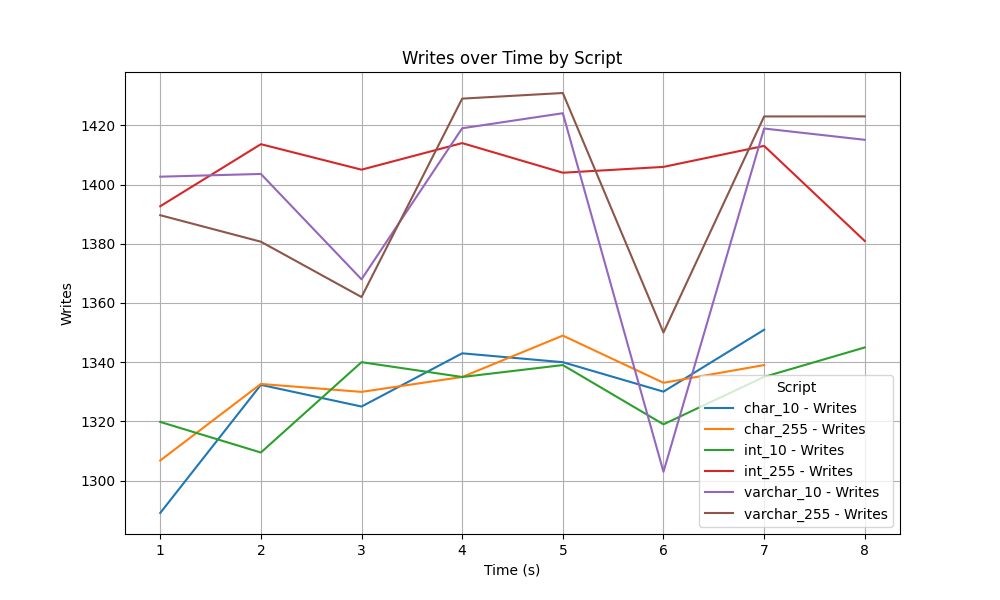 Writes over Time by Script
Writes
1420
1400
1380
1360
1340
1320
1300
1 2 3 4 5 6 7 8
Time (s)
Script
char_10 - Writes
char_255 - Writes
int_10 - Writes
int_255 - Writes
varchar_10 - Writes
varchar_255 - Writes